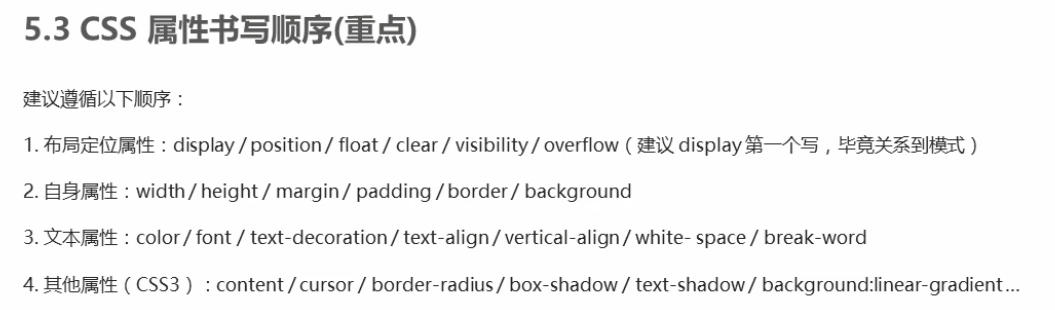 5.3 CSS 属性书写顺序(重点)
建议遵循以下顺序：
1. 布局定位属性：display / position / float / clear / visibility / overflow（建议 display 第一个写，毕竟关系到模式）
2. 自身属性：width / height / margin / padding / border / background
3. 文本属性：color / font / text-decoration / text-align / vertical-align / white- space / break-word
4. 其他属性（CSS3）：content / cursor / border-radius / box-shadow / text-shadow / background:linear-gradient...